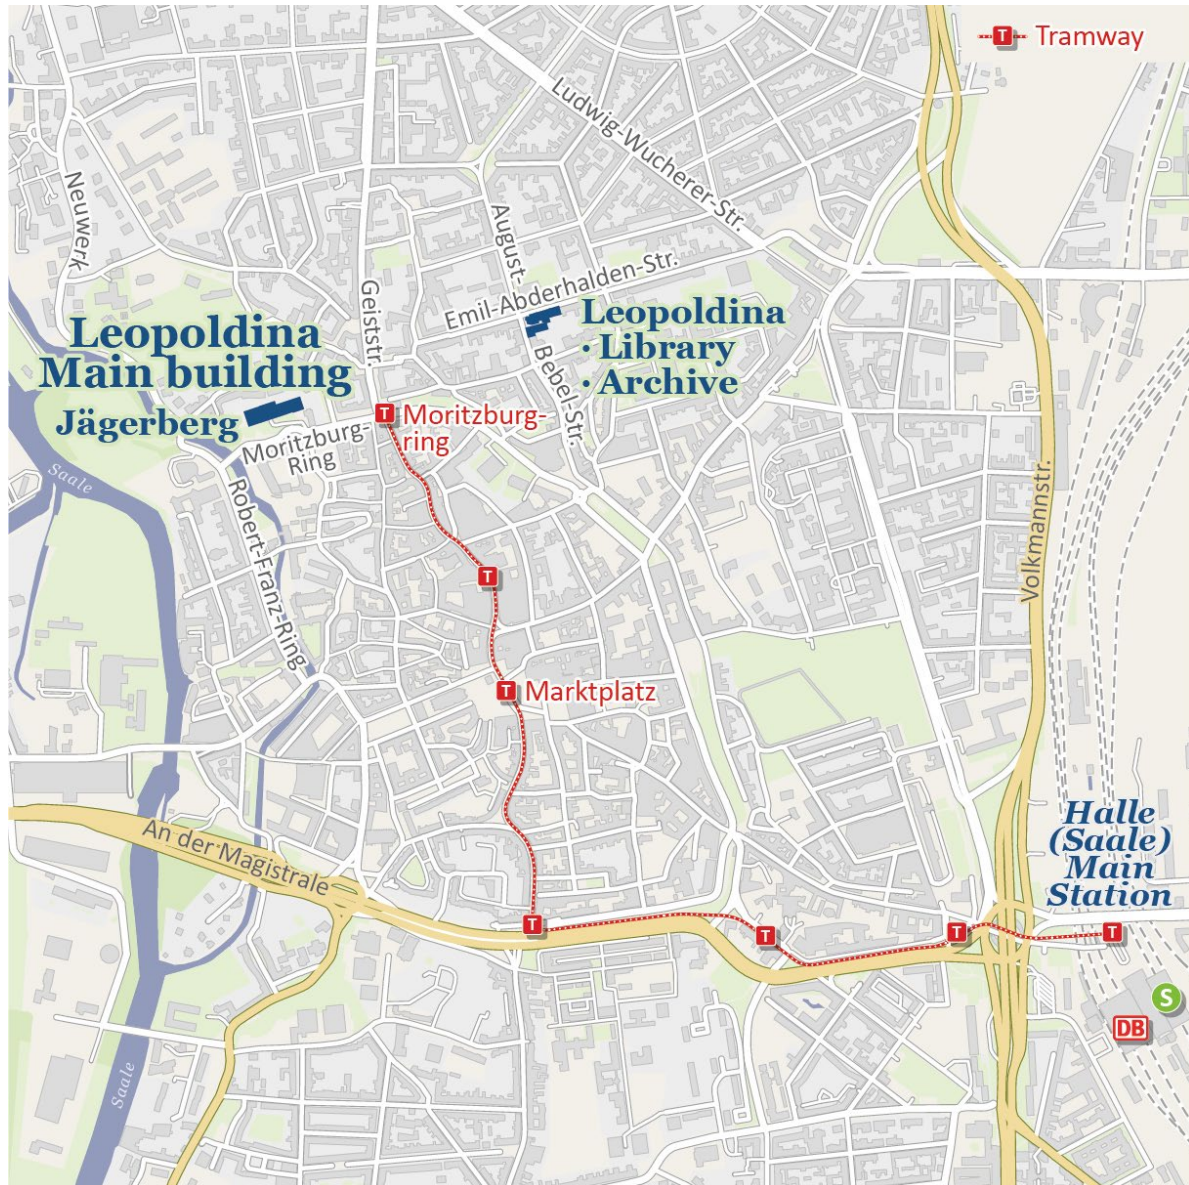 T Tramway
Ludwig-Wucherer-Str.
Neuwerk
August-
Geiststr.
Emil-Abderhalden-Str.
Leopoldina
Main building
Jägerberg
Leopoldina
· Library
· Archive
Bebel-Str.
T Moritzburg-
ring
Moritzburg-
Ring
Saale
Robert-Franz-Ring
Volkmannstr.
T
T Marktplatz
Halle
(Saale)
Main
Station
An der Magistrale
T
T
T
T
S
DB
Saale